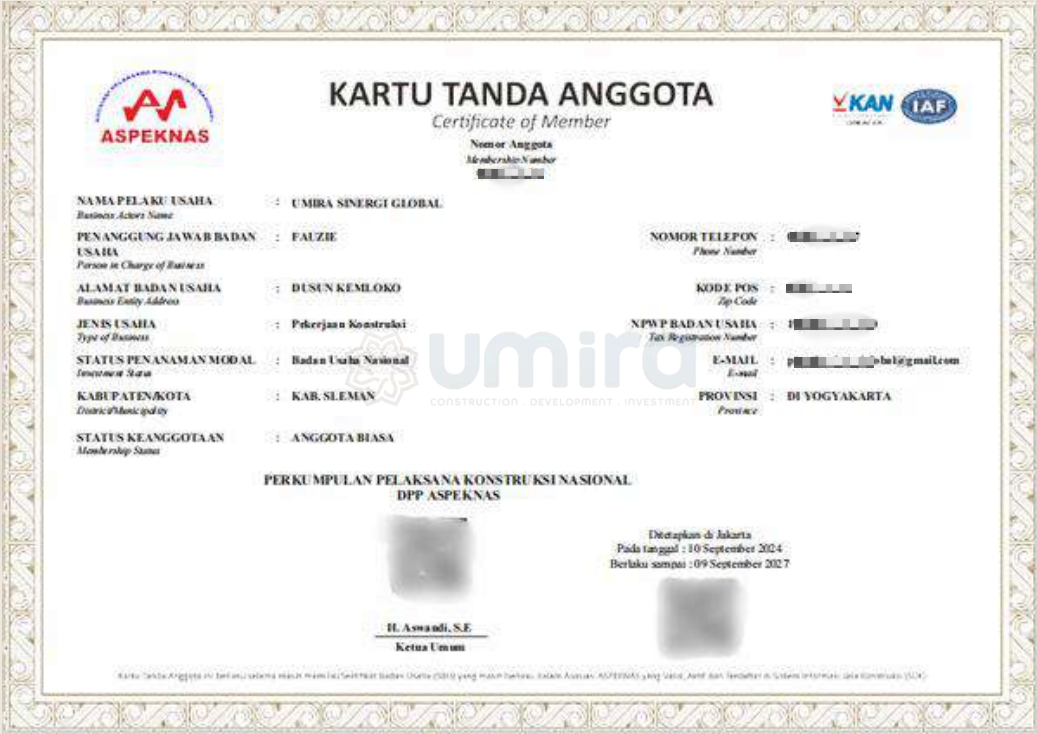 ASPEKNAS
KARTU TANDA ANGGOTA
Certificate of Member
KAN
IAF
Nomor Anggota
Membership Number
NAMA PELAKU USAHA : UMIRA SINERGI GLOBAL
Business Actors Name
PENANGGUNG JAWAB BADAN USAHA : FAUZIE
Person in Charge of Business
NOMOR TELEPON :
Phone Number
ALAMAT BADAN USAHA : DUSUN KEMLOKO
Business Entity Address
KODE POS :
Zip Code
JENIS USAHA : Pekerjaan Konstruksi
Type of Business
NPWP BADAN USAHA :
Tax Registration Number
STATUS PENANAMAN MODAL : Badan Usaha Nasional
Investment Status
E-MAIL : @gmail.com
E-mail
umira
CONSTRUCTION . DEVELOPMENT . INVESTMENT
KABUPATEN/KOTA : KAB. SLEMAN
District/Municipality
PROVINSI : DI YOGYAKARTA
Province
STATUS KEANGGOTAAN : ANGGOTA BIASA
Membership Status
PERKUMPULAN PELAKSANA KONSTRUKSI NASIONAL
DPP ASPEKNAS
Ditetapkan di Jakarta
Pada tanggal : 10 September 2024
Berlaku sampai : 09 September 2027
H. Aswandi, S.E
Ketua Umum